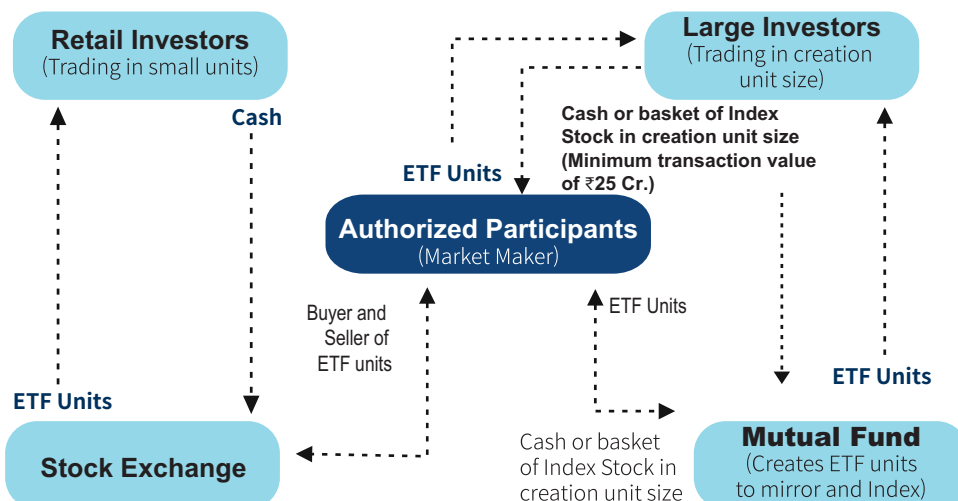 Retail Investors
(Trading in small units)
Large Investors
(Trading in creation
unit size)
Cash
Cash or basket of Index
Stock in creation unit size
(Minimum transaction value
of ₹25 Cr.)
ETF Units
Authorized Participants
(Market Maker)
Buyer and
Seller of
ETF units
ETF Units
ETF Units
ETF Units
Stock Exchange
Cash or basket
of Index Stock in
creation unit size
Mutual Fund
(Creates ETF units
to mirror and Index)